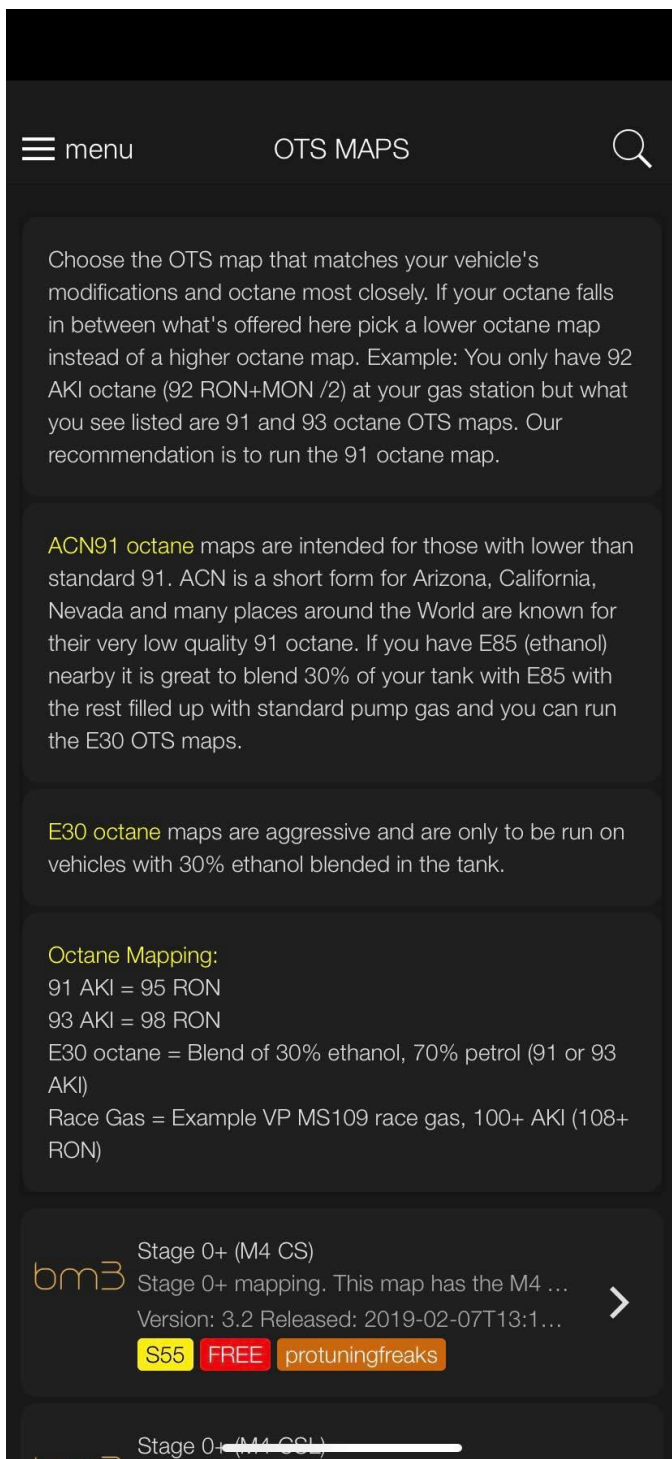 menu
OTS MAPS
Choose the OTS map that matches your vehicle's
modifications and octane most closely. If your octane falls
in between what's offered here pick a lower octane map
instead of a higher octane map. Example: You only have 92
AKI octane (92 RON+MON /2) at your gas station but what
you see listed are 91 and 93 octane OTS maps. Our
recommendation is to run the 91 octane map.
ACN91 octane maps are intended for those with lower than
standard 91. ACN is a short form for Arizona, California,
Nevada and many places around the World are known for
their very low quality 91 octane. If you have E85 (ethanol)
nearby it is great to blend 30% of your tank with E85 with
the rest filled up with standard pump gas and you can run
the E30 OTS maps.
E30 octane maps are aggressive and are only to be run on
vehicles with 30% ethanol blended in the tank.
Octane Mapping:
91 AKI = 95 RON
93 AKI = 98 RON
E30 octane = Blend of 30% ethanol, 70% petrol (91 or 93
AKI)
Race Gas = Example VP MS109 race gas, 100+ AKI (108+
RON)
bm3
Stage 0+ (M4 CS)
Stage 0+ mapping. This map has the M4 ...
Version: 3.2 Released: 2019-02-07T13:1...
S55 FREE protuningfreaks
Stage 0+ (M4 CSL)